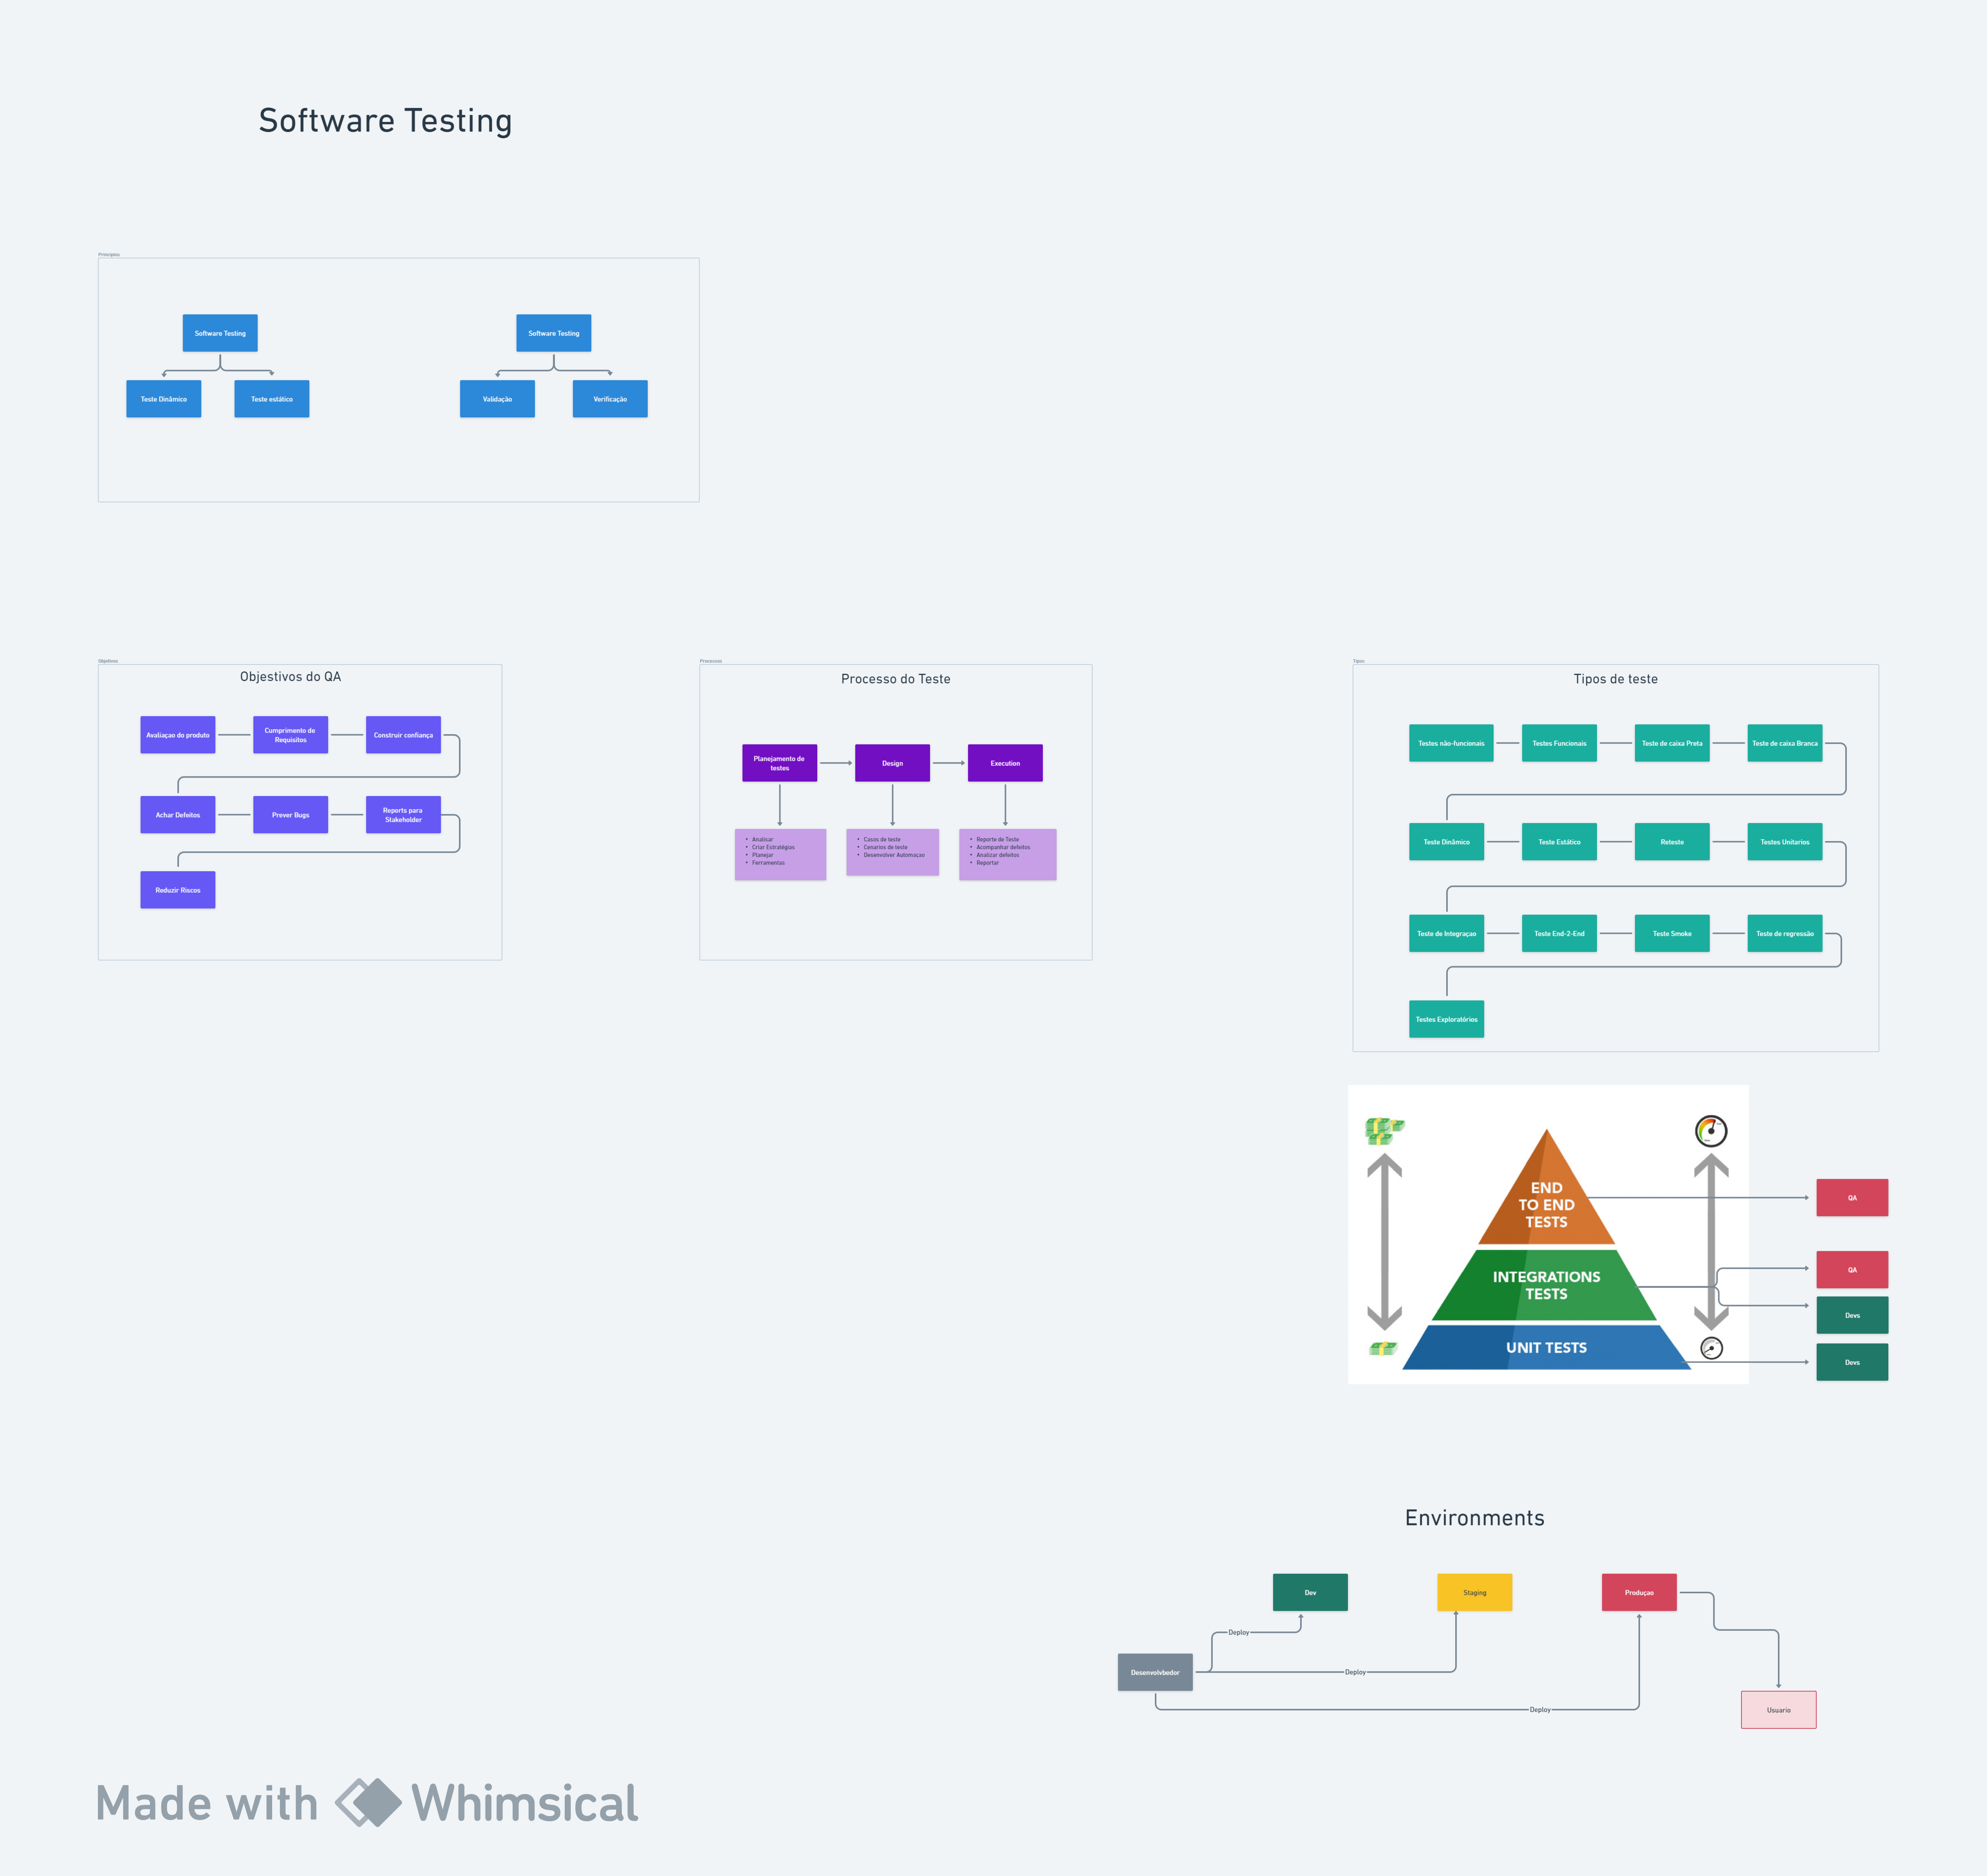 Software Testing
Principios
Software Testing
Software Testing
Teste Dinâmico
Teste estático
Validação
Verificação
Objetivos
Objestivos do QA
Avaliaçao do produto
Cumprimento de
Requisitos
Construir confiança
Achar Defeitos
Prever Bugs
Reports para
Stakeholder
Reduzir Riscos
Processos
Processo do Teste
Planejamento de
testes
Design
Execution
• Analisar
• Criar Estratégias
• Planejar
• Ferramentas
• Casos de teste
• Cenarios de teste
• Desenvolver Automaçao
• Reporte de Teste
• Acompanhar defeitos
• Analizar defeitos
• Reportar
Tipos
Tipos de teste
Testes não-funcionais
Testes Funcionais
Teste de caixa Preta
Teste de caixa Branca
Teste Dinâmico
Teste Estático
Reteste
Testes Unitarios
Teste de Integraçao
Teste End-2-End
Teste Smoke
Teste de regressão
Testes Exploratórios
END
TO END
TESTS
QA
INTEGRATIONS
TESTS
QA
Devs
UNIT TESTS
Devs
Environments
Dev
Staging
Produçao
Deploy
Desenvolvbedor
Deploy
Deploy
Usuario
Made with Whimsical